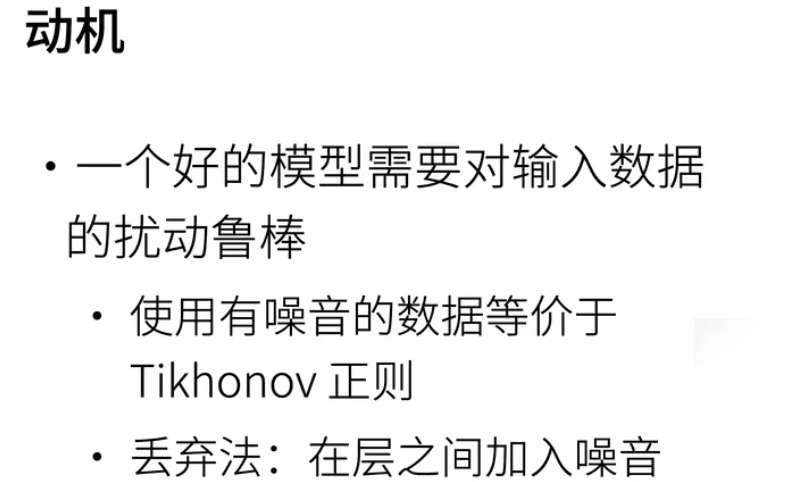 动机
• 一个好的模型需要对输入数据
的扰动鲁棒
• 使用有噪音的数据等价于
Tikhonov 正则
• 丢弃法：在层之间加入噪音